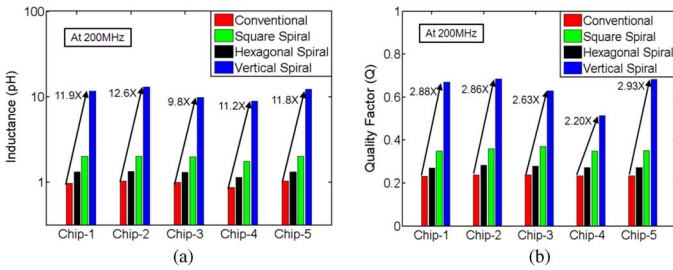 100
10
1
Inductance (pH)
At 200MHz
Conventional
Square Spiral
Hexagonal Spiral
Vertical Spiral
11.9X
12.6X
9.8X
11.2X
11.8X
Chip-1 Chip-2 Chip-3 Chip-4 Chip-5
(a)
1
0.8
0.6
0.4
0.2
0
Quality Factor (Q)
At 200MHz
Conventional
Square Spiral
Hexagonal Spiral
Vertical Spiral
2.88X
2.86X
2.63X
2.20X
2.93X
Chip-1 Chip-2 Chip-3 Chip-4 Chip-5
(b)